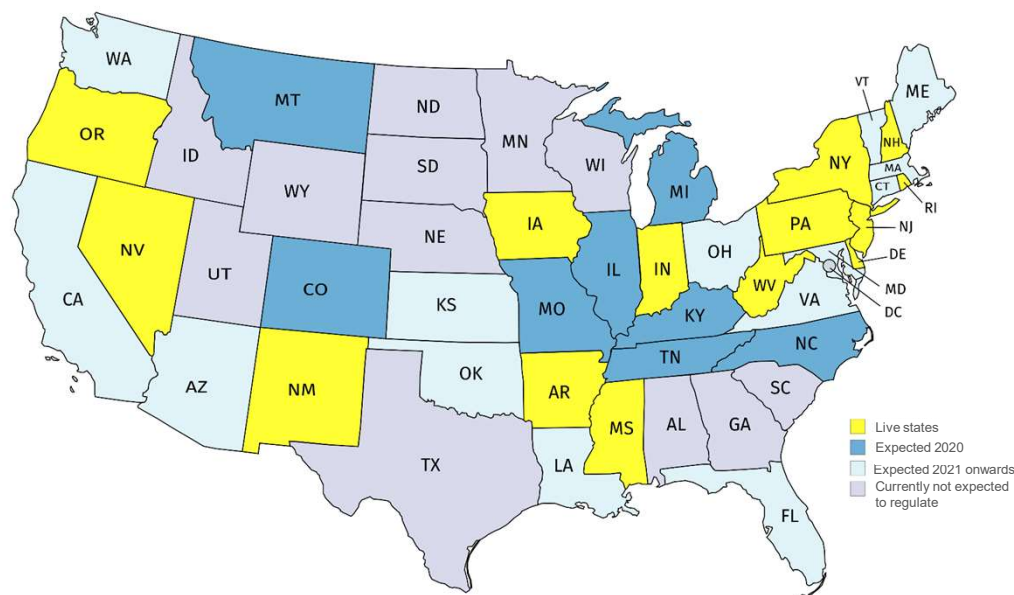 WA
VT
ME
MT
ND
MN
OR
NH
ID
WI
NY
MA
SD
CT
WY
MI
RI
IA
PA
NJ
NE
NV
OH
DE
IL
IN
UT
WV
CA
CO
MD
VA
KS
MO
DC
KY
NC
TN
OK
AZ
NM
AR
SC
MS
AL
GA
Live states
Expected 2020
LA
TX
Expected 2021 onwards
Currently not expected
to regulate
FL